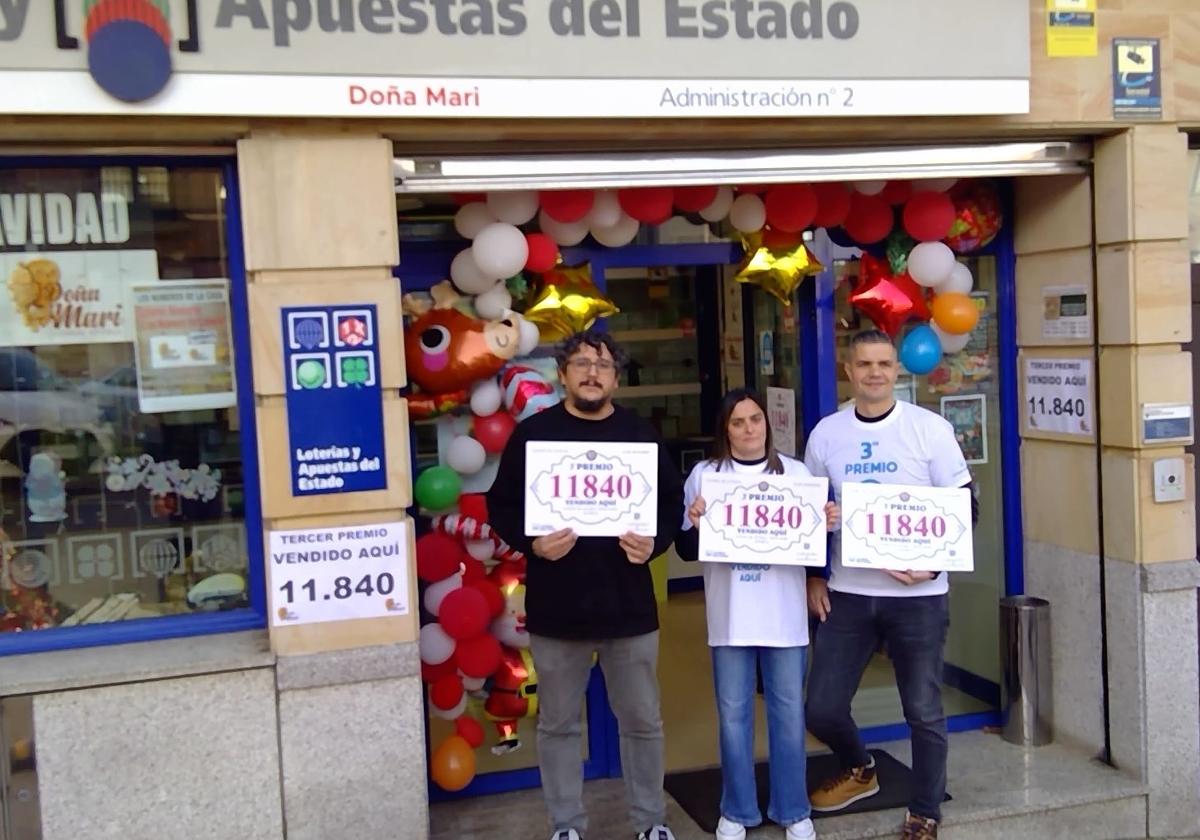 y Apuestas del Estado
Doña Mari Administración nº 2
VIDAD
Doña
Mari
Loterías y
Apuestas del
Estado
TERCER PREMIO
VENDIDO AQUÍ
11.840
3er PREMIO
11840
VENDIDO AQUÍ
3er PREMIO
11840
VENDIDO AQUÍ
VENDIDO
AQUÍ
3er
PREMIO
3er PREMIO
11840
VENDIDO AQUÍ
TERCER PREMIO
VENDIDO AQUÍ
11.840